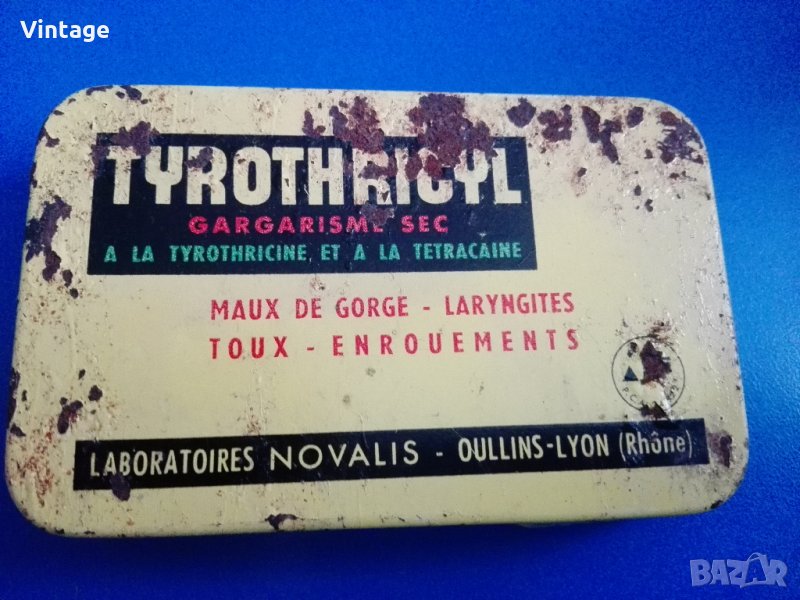 Vintage
TYROTHRICYL
GARGARISME SEC
A LA TYROTHRICINE ET A LA TETRACAINE
MAUX DE GORGE - LARYNGITES
TOUX - ENROUEMENTS
LABORATOIRES NOVALIS - OULLINS-LYON (Rhône)
BAZAR